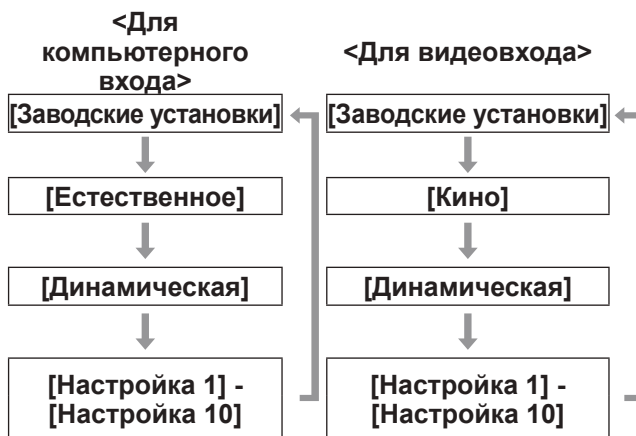 <Для
компьютерного
входа>
[Заводские установки]
[Естественное]
[Динамическая]
[Настройка 1] -
[Настройка 10]
<Для видеовхода>
[Заводские установки]
[Кино]
[Динамическая]
[Настройка 1] -
[Настройка 10]